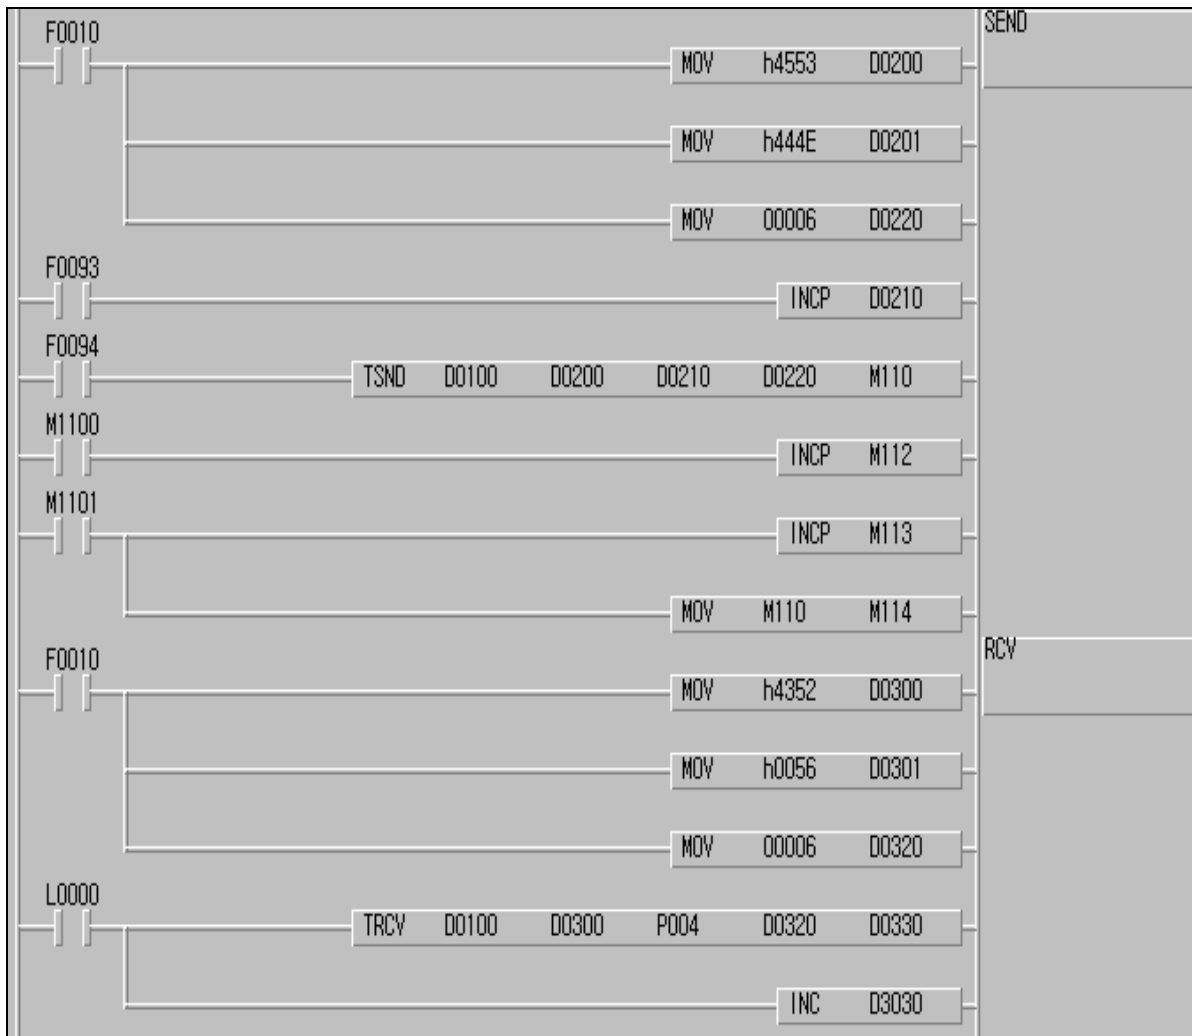 F0010
SEND
MOV h4553 D0200
MOV h444E D0201
MOV 00006 D0220
F0093
INCP D0210
F0094
TSND D0100 D0200 D0210 D0220 M110
M1100
INCP M112
M1101
INCP M113
MOV M110 M114
F0010
RCV
MOV h4352 D0300
MOV h0056 D0301
MOV 00006 D0320
L0000
TRCV D0100 D0300 P004 D0320 D0330
INC D3030